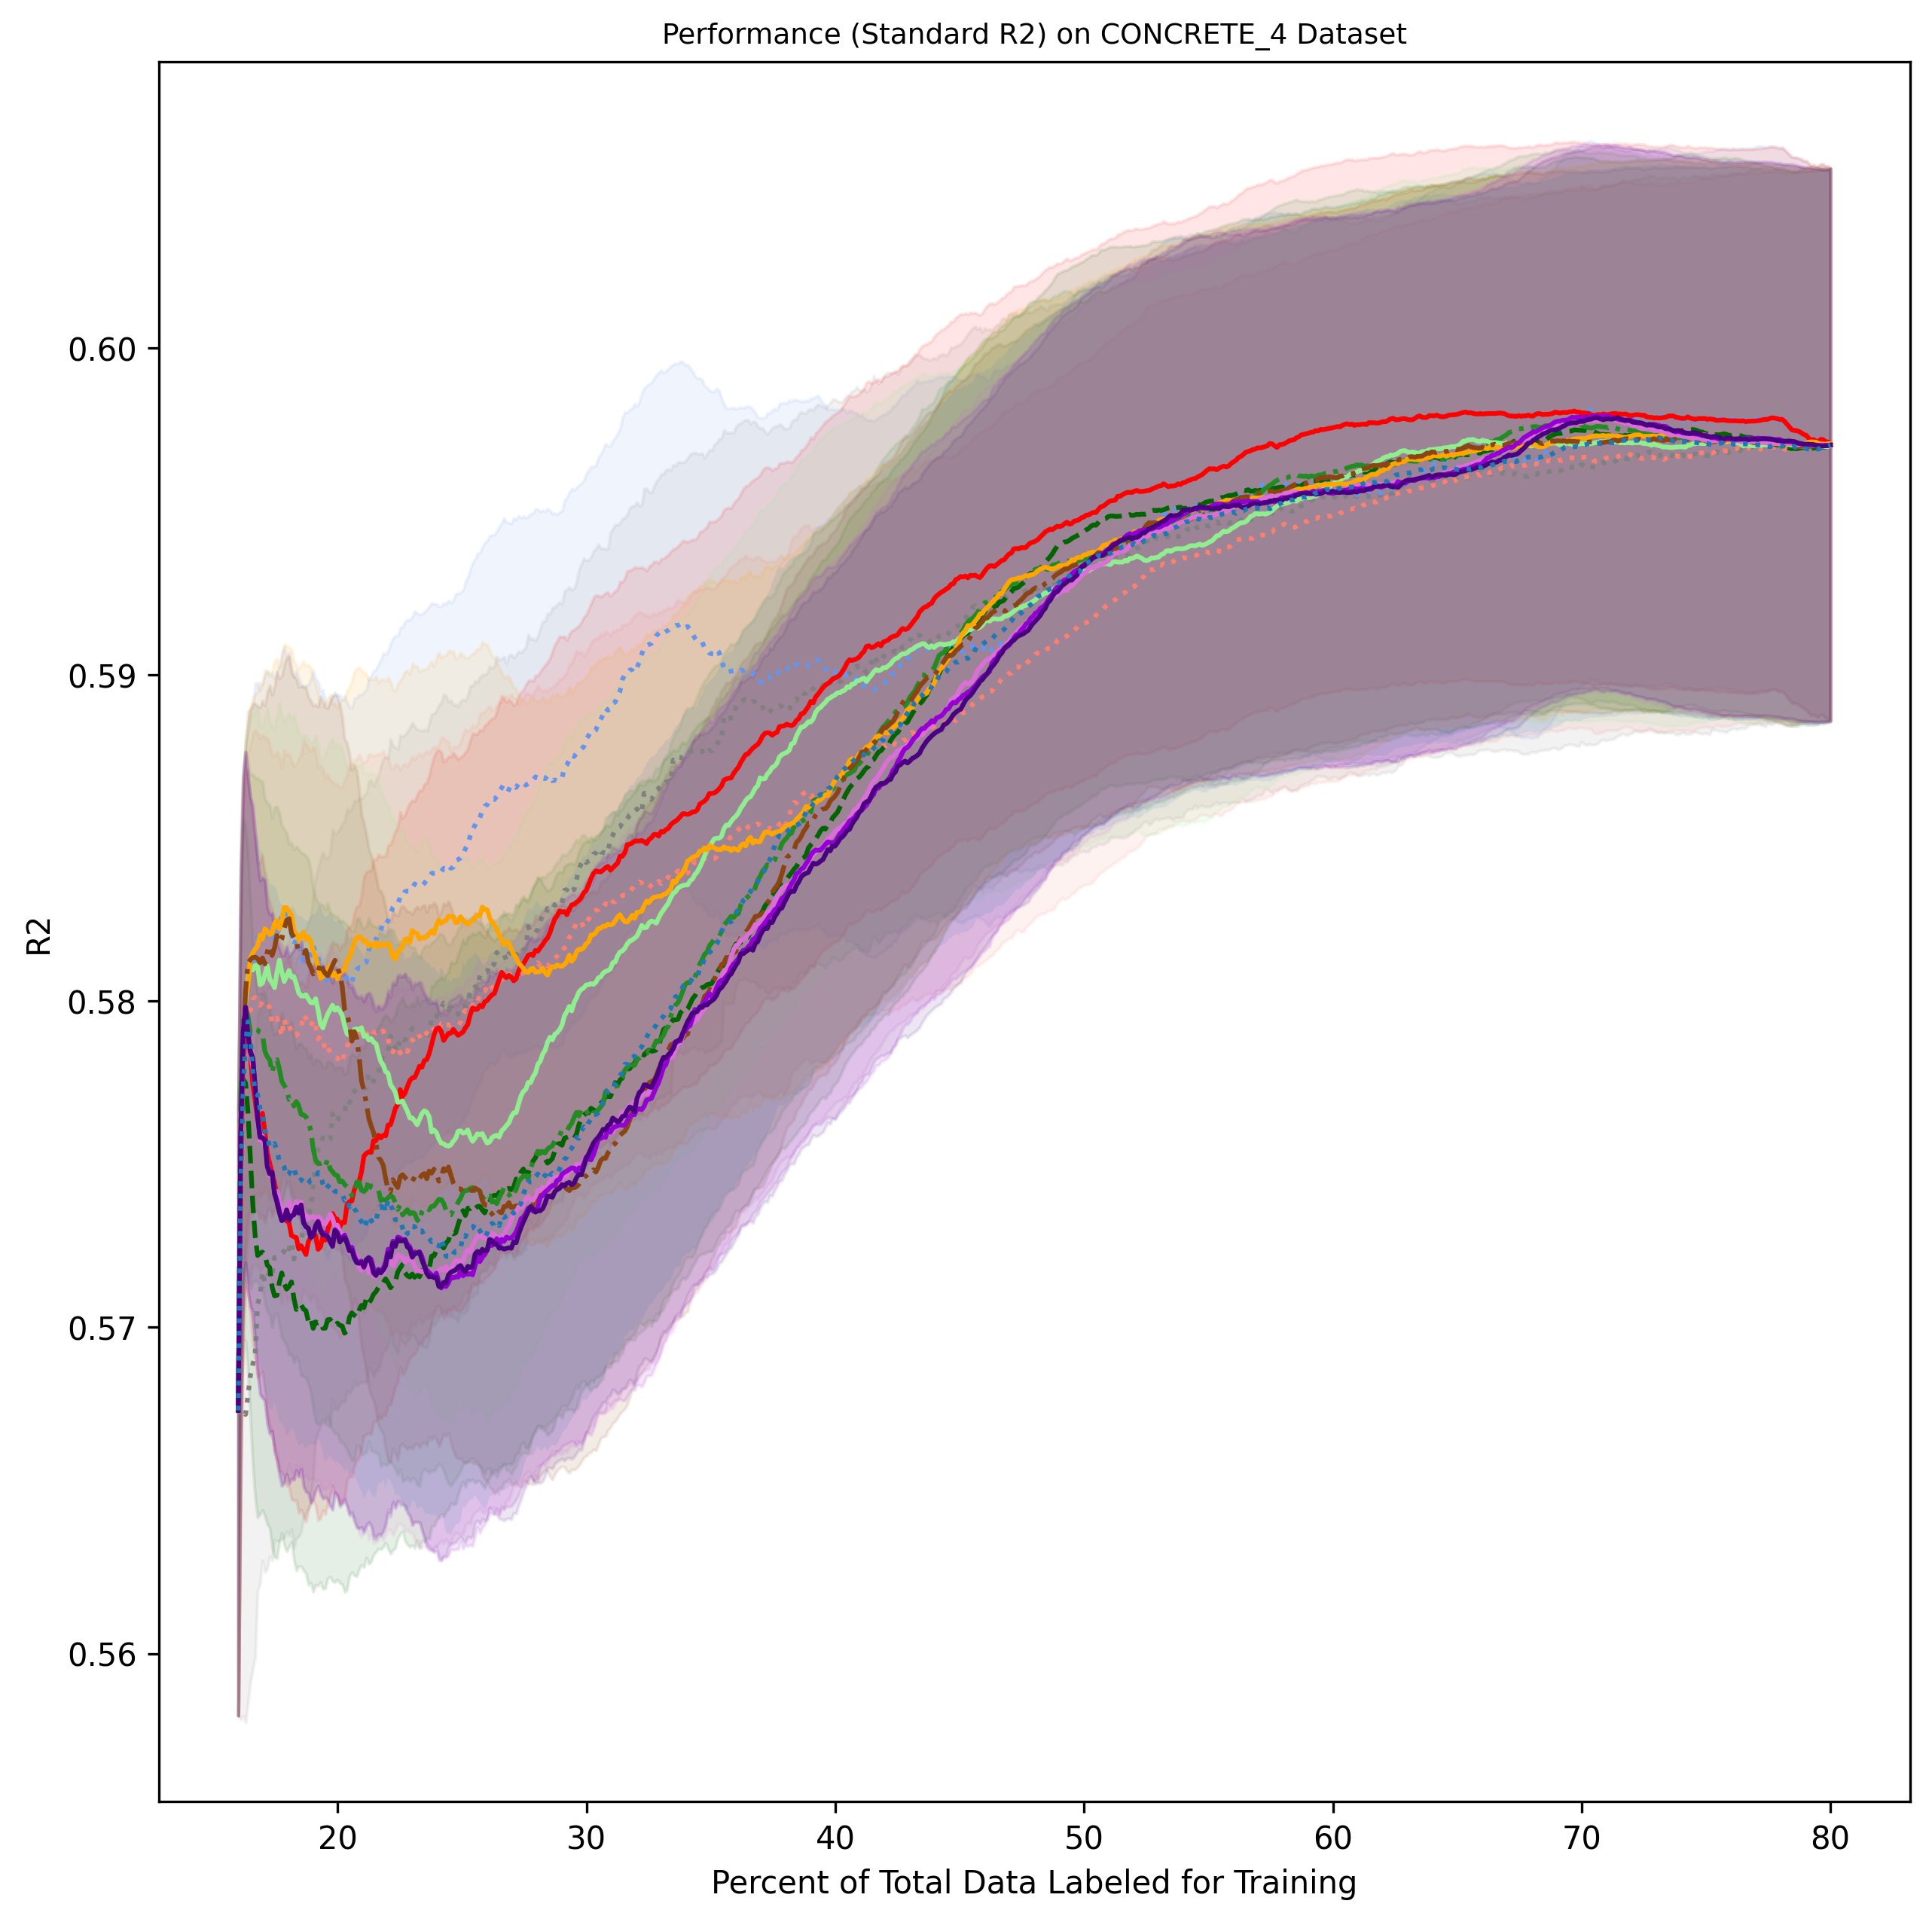 Performance (Standard R2) on CONCRETE_4 Dataset
R2
0.60
0.59
0.58
0.57
0.56
20 30 40 50 60 70 80
Percent of Total Data Labeled for Training